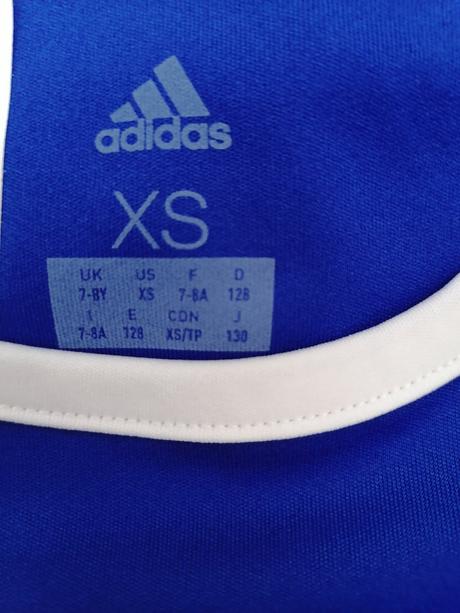 adidas
XS
UK US F D
7-8Y XS 7-8A 128
I E CDN J
7-8A 128 XS/TP 130